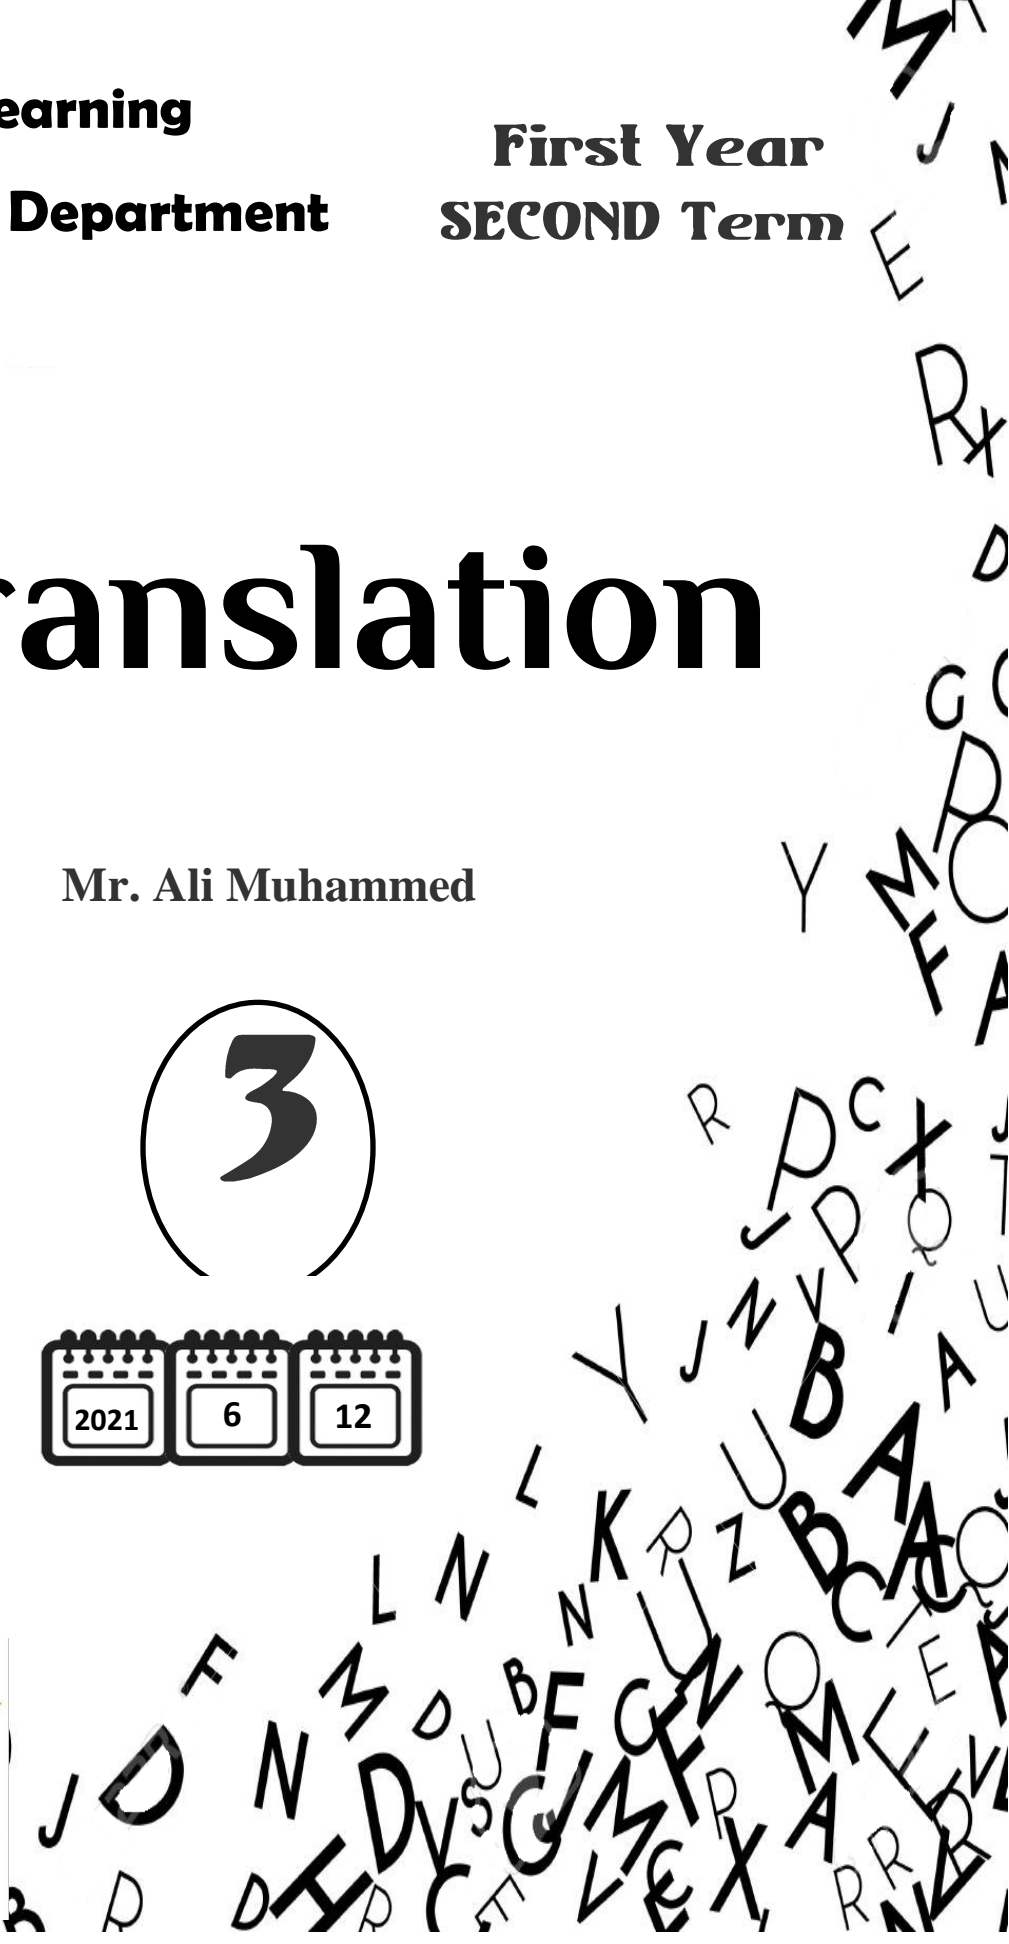 earning
Department
First Year
SECOND Term
ranslation
Mr. Ali Muhammed
3
2021 6 12